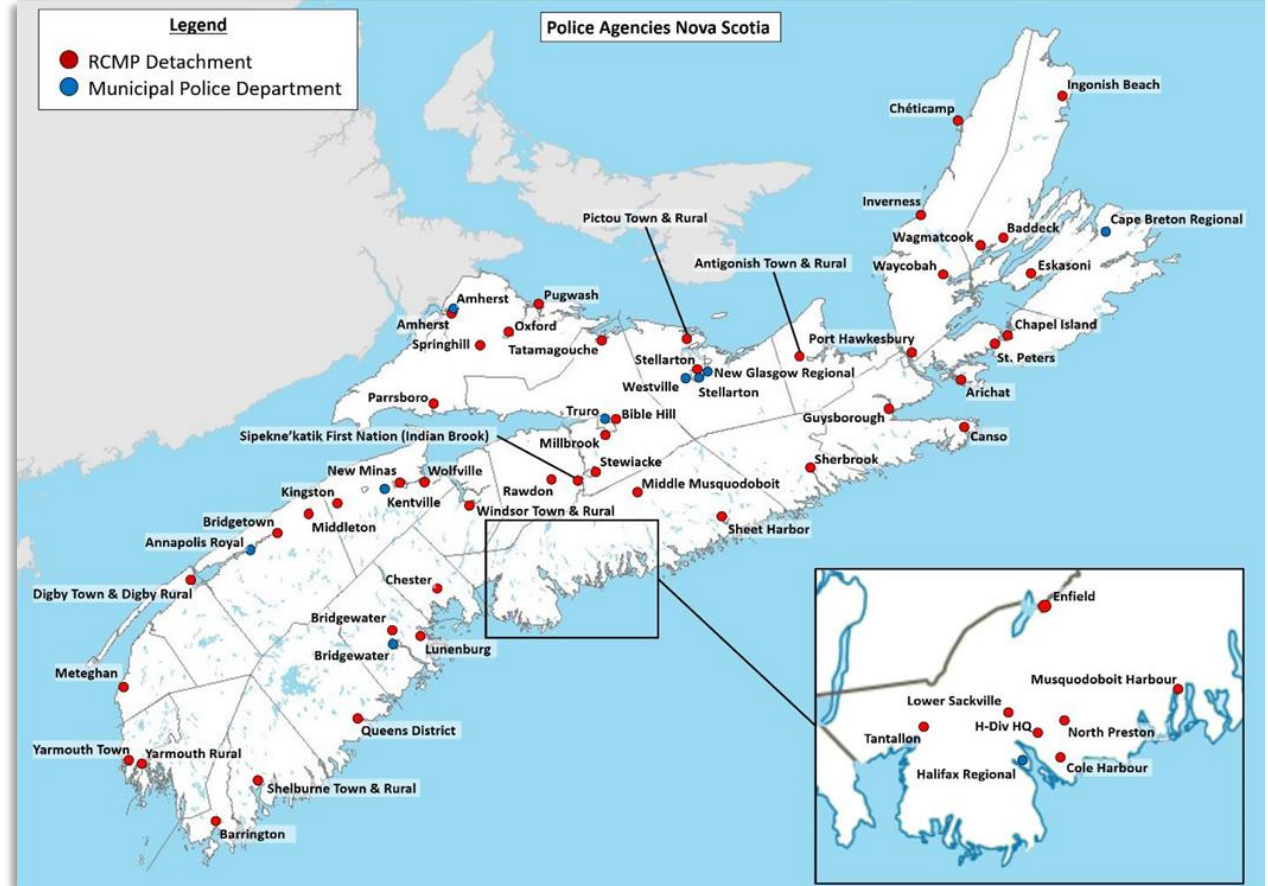 Legend
RCMP Detachment
Municipal Police Department
Police Agencies Nova Scotia
Ingonish Beach
Chéticamp
Inverness
Pictou Town & Rural
Cape Breton Regional
Baddeck
Wagmatcook
Antigonish Town & Rural
Waycobah
Eskasoni
Pugwash
Amherst
Amherst
Oxford
Chapel Island
Port Hawkesbury
Springhill
Tatamagouche
St. Peters
Stellarton
New Glasgow Regional
Westville
Stellarton
Arichat
Parrsboro
Truro
Bible Hill
Guysborough
Canso
Sipekne'katik First Nation (Indian Brook)
Millbrook
Stewiacke
Sherbrook
New Minas
Wolfville
Rawdon
Middle Musquodoboit
Kingston
Kentville
Windsor Town & Rural
Middleton
Bridgetown
Sheet Harbor
Annapolis Royal
Chester
Digby Town & Digby Rural
Enfield
Bridgewater
Lunenburg
Bridgewater
Meteghan
Musquodoboit Harbour
Lower Sackville
H-Div HQ
North Preston
Queens District
Tantallon
Yarmouth Town
Yarmouth Rural
Cole Harbour
Halifax Regional
Shelburne Town & Rural
Barrington